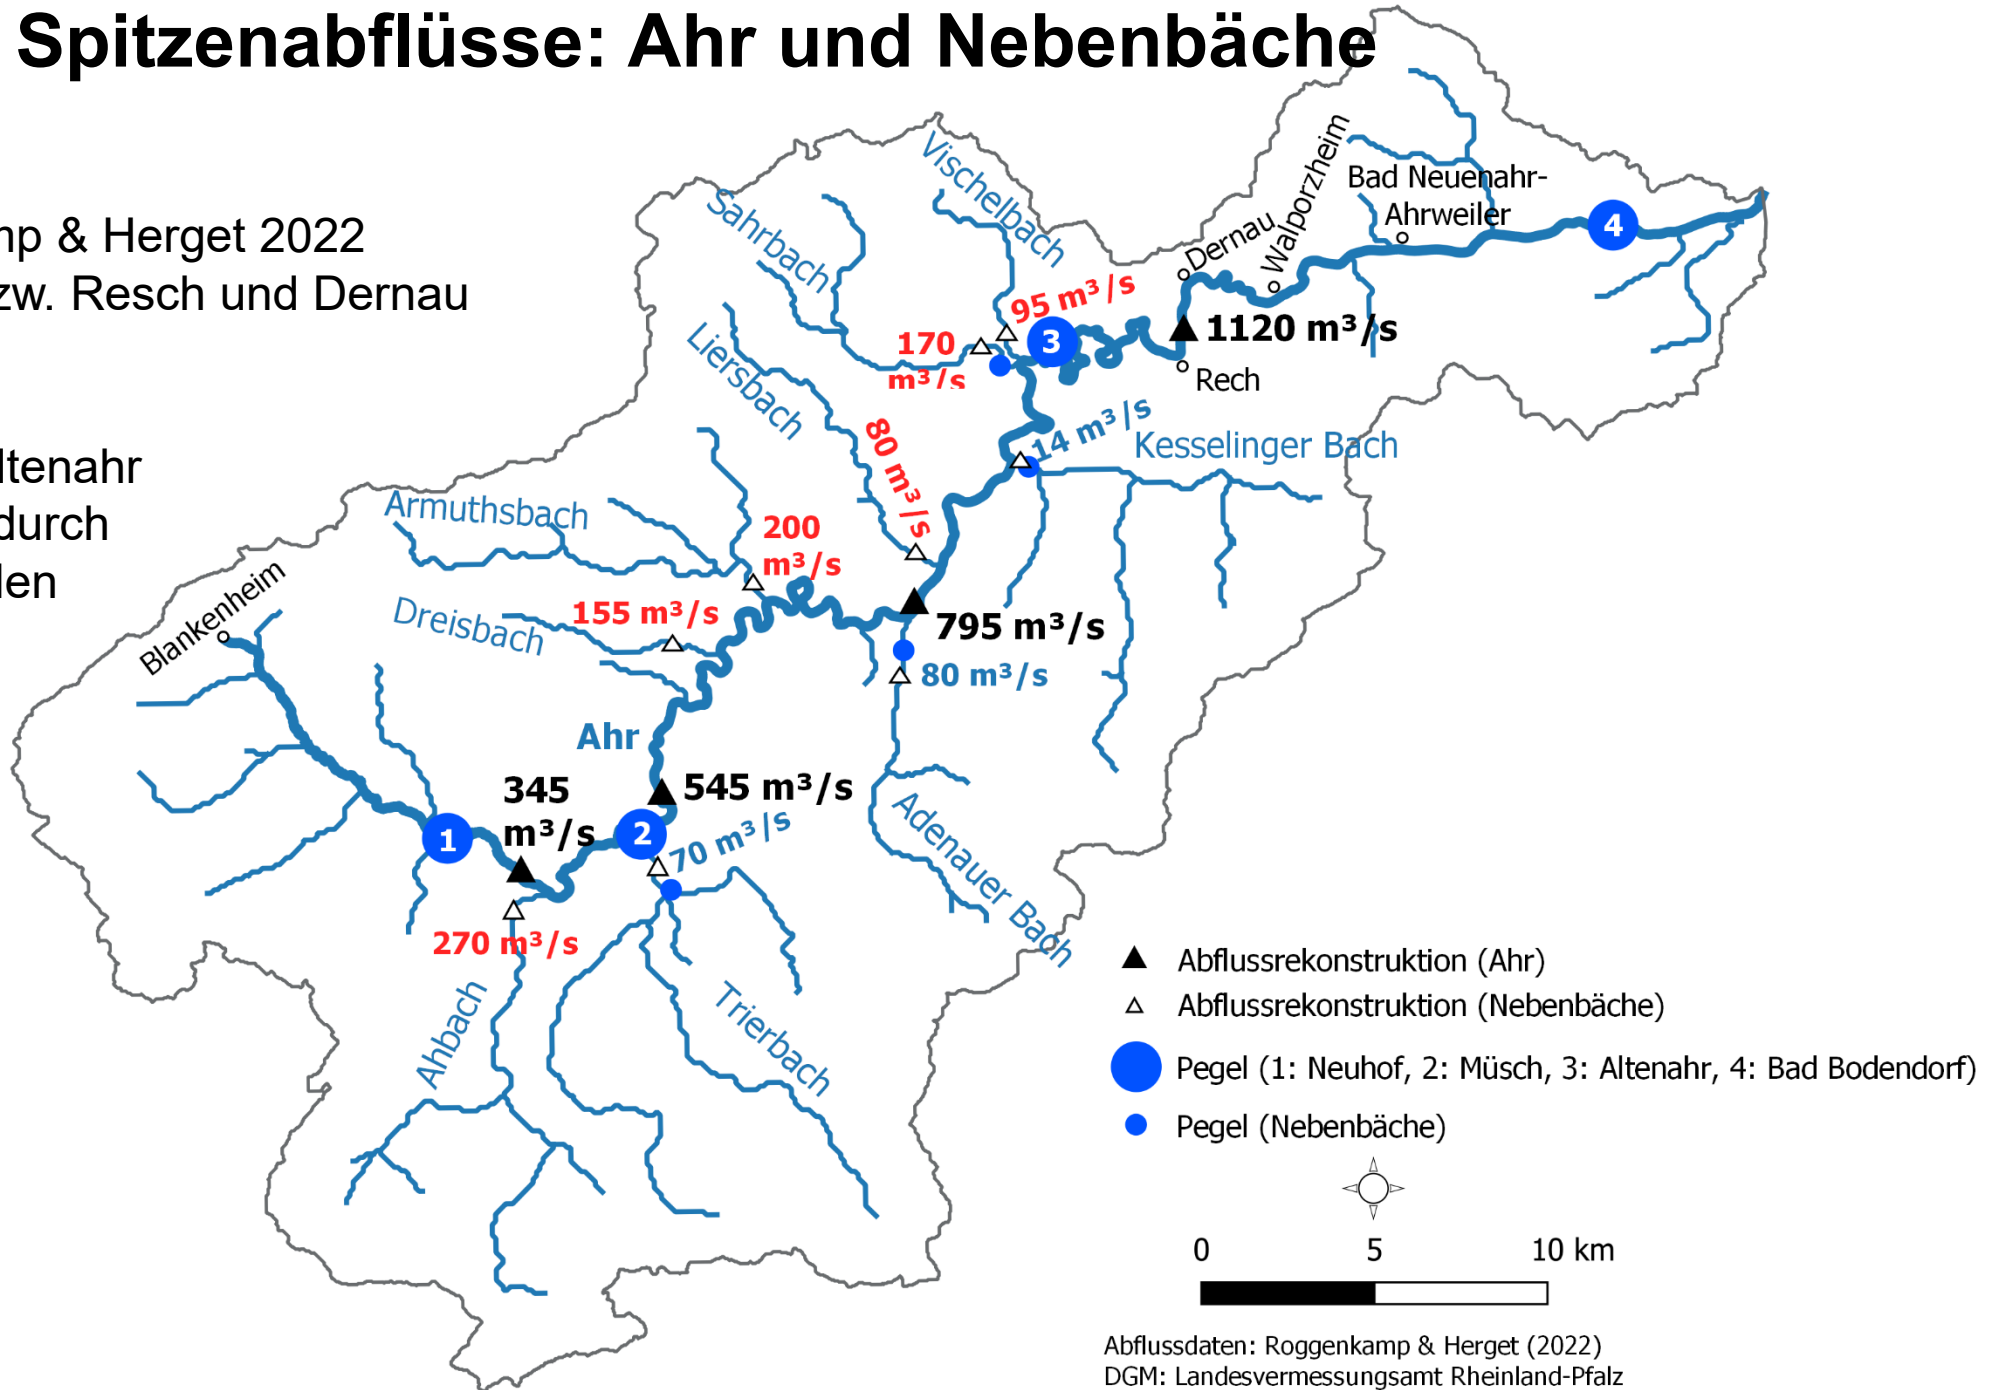 Spitzenabflüsse: Ahr und Nebenbäche
& Herget 2022
Resch und Dernau
durch
Vischelbach
Sahrbach
Liersbach
Dernau
Walporzheim
Bad Neuenahr-
Ahrweiler
4
95 m³/s
170
m³/s
3
1120 m³/s
Rech
80 m³/s
14 m³/s
Kesselinger Bach
Armuthsbach
200
m³/s
Blankenheim
Dreisbach
155 m³/s
795 m³/s
80 m³/s
Ahr
345
m³/s
545 m³/s
1
2
70 m³/s
Adenauer Bach
270 m³/s
Ahbach
Trierbach
Abflussrekonstruktion (Ahr)
Abflussrekonstruktion (Nebenbäche)
Pegel (1: Neuhof, 2: Müsch, 3: Altenahr, 4: Bad Bodendorf)
Pegel (Nebenbäche)
0 5 10 km
Abflussdaten: Roggenkamp & Herget (2022)
DGM: Landesvermessungsamt Rheinland-Pfalz